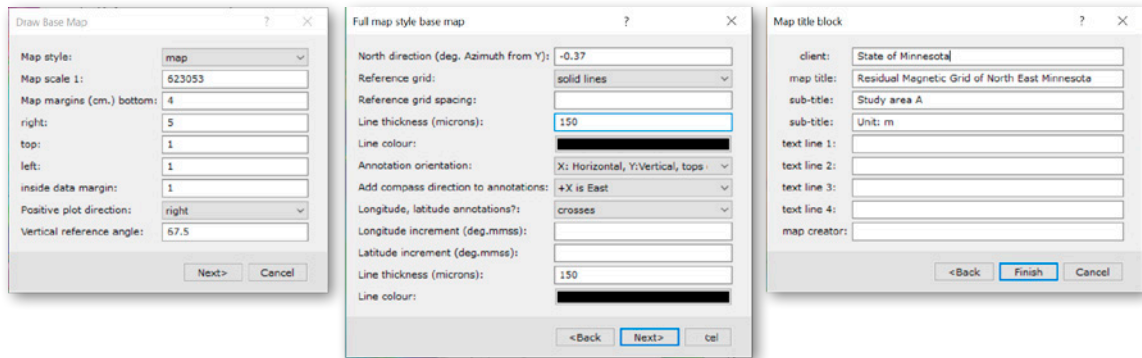 Draw Base Map ? ×
Map style: map
Map scale 1: 623053
Map margins (cm.) bottom: 4
right: 5
top: 1
left: 1
inside data margin: 1
Positive plot direction: right
Vertical reference angle: 67.5
Next> Cancel
Full map style base map ? ×
North direction (deg. Azimuth from Y): -0.37
Reference grid: solid lines
Reference grid spacing:
Line thickness (microns): 150
Line colour:
Annotation orientation: X: Horizontal, Y:Vertical, tops
Add compass direction to annotations: +X is East
Longitude, latitude annotations?: crosses
Longitude increment (deg.mmss):
Latitude increment (deg.mmss):
Line thickness (microns): 150
Line colour:
<Back Next> cel
Map title block ? ×
client: State of Minnesota
map title: Residual Magnetic Grid of North East Minnesota
sub-title: Study area A
sub-title: Unit: m
text line 1:
text line 2:
text line 3:
text line 4:
map creator:
<Back Finish Cancel